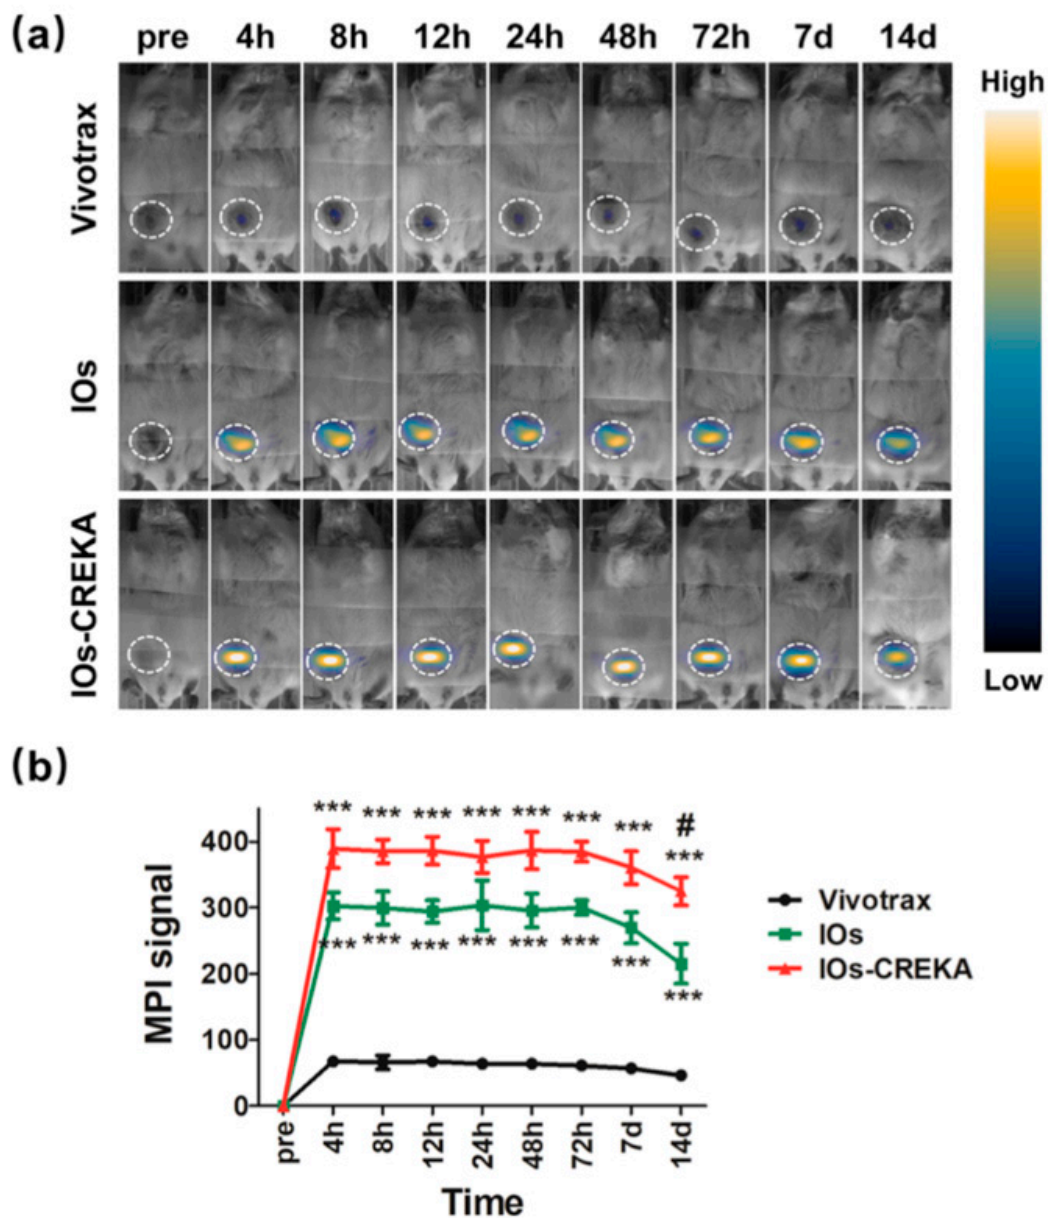 (a)
pre 4h 8h 12h 24h 48h 72h 7d 14d
High
Vivotrax
IOs
IOs-CREKA
Low
(b)
*** *** *** *** *** *** *** #
***
400
300
*** *** *** *** *** *** ***
***
200
100
0
MPI signal
Vivotrax
IOs
IOs-CREKA
pre 4h 8h 12h 24h 48h 72h 7d 14d
Time